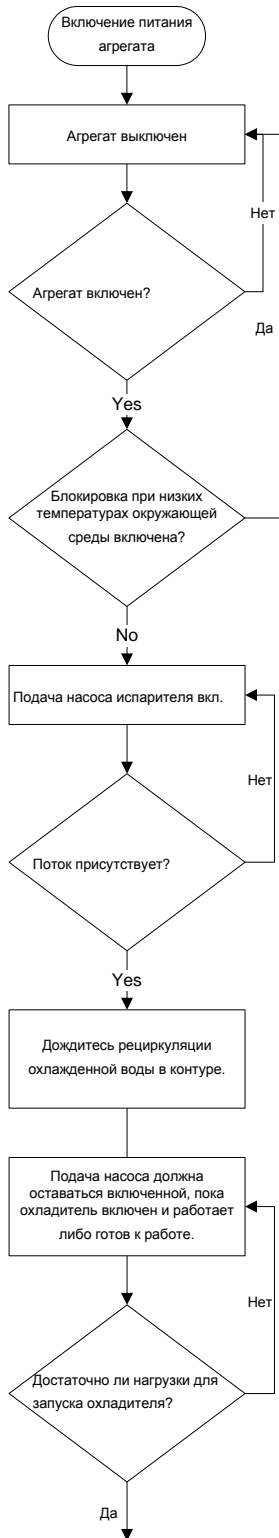 Включение питания
агрегата
Агрегат выключен
Нет
Агрегат включен?
Да
Yes
Блокировка при низких
температурах окружающей
среды включена?
No
Подача насоса испарителя вкл.
Нет
Поток присутствует?
Yes
Дождитесь рециркуляции
охлажденной воды в контуре.
Подача насоса должна
оставаться включенной, пока
охладитель включен и работает
либо готов к работе.
Нет
Достаточно ли нагрузки для
запуска охладителя?
Да